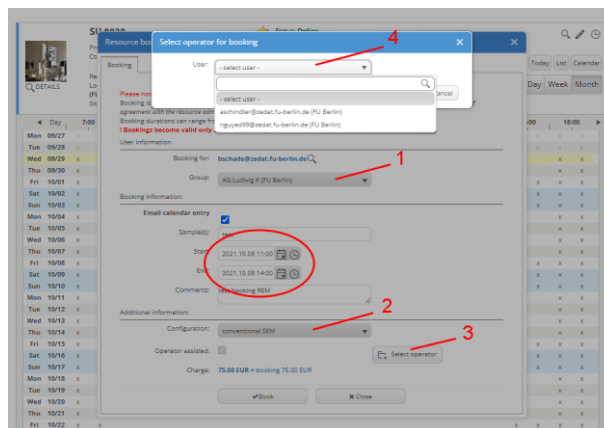 SU 8030
Status: Online
Resource boo
Select operator for booking
4
Booking
User:
- select user -
- select user -
aschindler@zedat.fu-berlin.de (FU Berlin)
nguyed99@zedat.fu-berlin.de (FU Berlin)
ancel
Today List Calendar
Day Week Month
DETAILS
Please not
Booking is
agreement with the resource
Booking durations can range
! Bookings become valid only
User information:
1
Booking for: bschade@zedat.fu-berlin.de
Group: AG Ludwig K (FU Berlin)
Booking information:
Email calendar entry
Sample(s): test
Start: 2021.10.08 11:00
End: 2021.10.08 14:00
Comments: test booking REM
Additional information:
2
Configuration: conventional SEM
3
Operator assisted:
Select operator
Charge: 75.00 EUR = booking 75.00 EUR
Book
Close
Day 7:00
18:00
Mon 09/27 x
Tue 09/28 x
Wed 09/29 x x x
Thu 09/30 x x x
Fri 10/01 x x x x
Sat 10/02 x x x x
Sun 10/03 x x x x
Mon 10/04 x x x
Tue 10/05 x x x
Wed 10/06 x x x
Thu 10/07 x x x
Fri 10/08 x x x x
Sat 10/09 x x x x
Sun 10/10 x x x x
Mon 10/11 x x x
Tue 10/12 x x x
Wed 10/13 x x x
Thu 10/14 x x x
Fri 10/15 x x x x
Sat 10/16 x x x x
Sun 10/17 x x x x
Mon 10/18 x x x
Tue 10/19 x x x
Wed 10/20 x x x
Thu 10/21 x x x
Fri 10/22 x x x x x